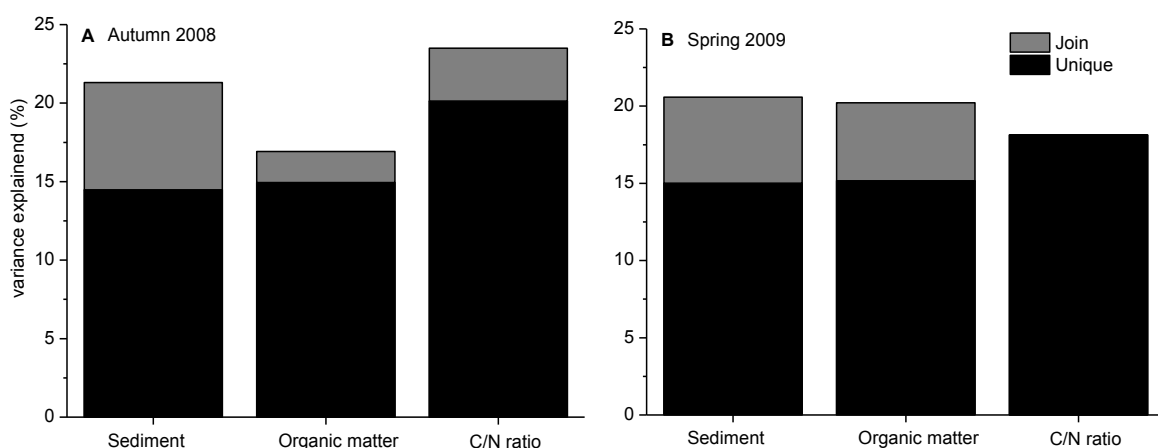 A Autumn 2008
25
20
15
10
5
0
variance explainend (%)
Sediment
Organic matter
C/N ratio
B Spring 2009
Join
Unique
25
20
15
10
5
0
Sediment
Organic matter
C/N ratio